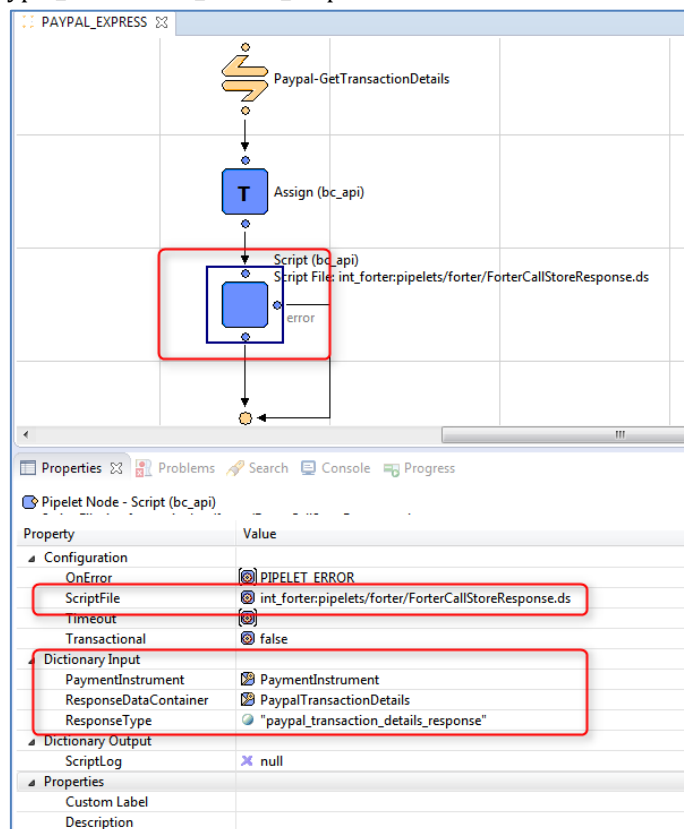 PAYPAL_EXPRESS
Paypal-GetTransactionDetails
T
Assign (bc_api)
Script (bc_api)
Script File: int_forter:pipelets/forter/ForterCallStoreResponse.ds
error
Properties Problems Search Console Progress
Pipelet Node - Script (bc_api)
Property Value
Configuration
OnError PIPELET_ERROR
ScriptFile int_forter:pipelets/forter/ForterCallStoreResponse.ds
Timeout
Transactional false
Dictionary Input
PaymentInstrument PaymentInstrument
ResponseDataContainer PaypalTransactionDetails
ResponseType "paypal_transaction_details_response"
Dictionary Output
ScriptLog null
Properties
Custom Label
Description